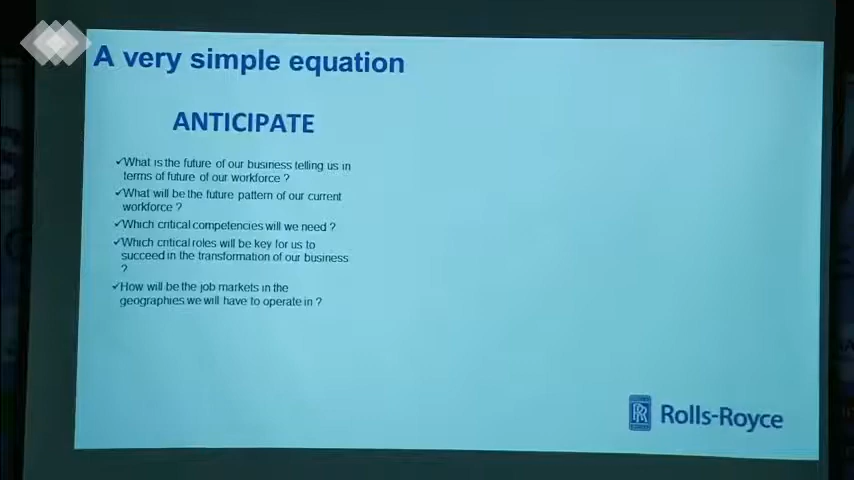 A very simple equation
ANTICIPATE
✓What is the future of our business telling us in
terms of future of our workforce ?
✓What will be the future pattern of our current
workforce ?
✓Which critical competencies will we need ?
✓Which critical roles will be key for us to
succeed in the transformation of our business
?
✓How will be the job markets in the
geographies we will have to operate in ?
RR
Rolls-Royce